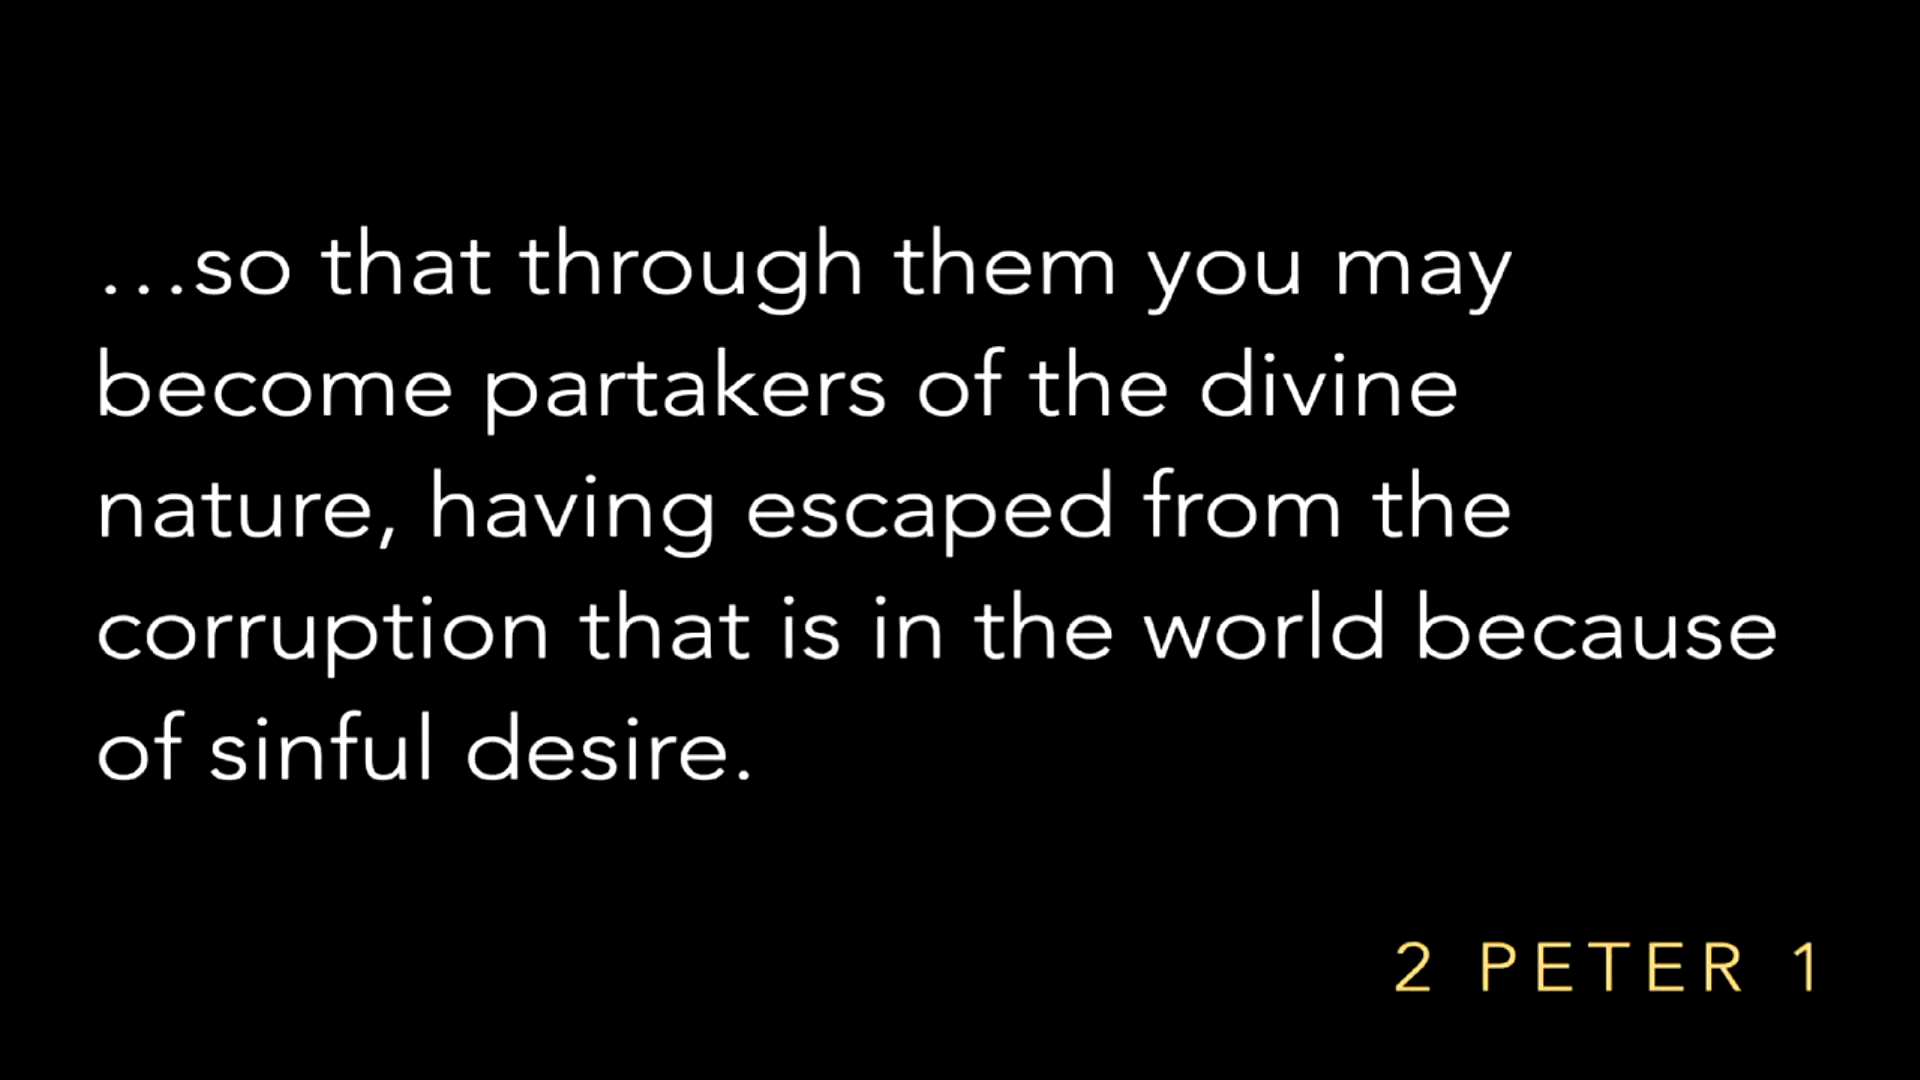 …so that through them you may
become partakers of the divine
nature, having escaped from the
corruption that is in the world because
of sinful desire.
2 PETER 1